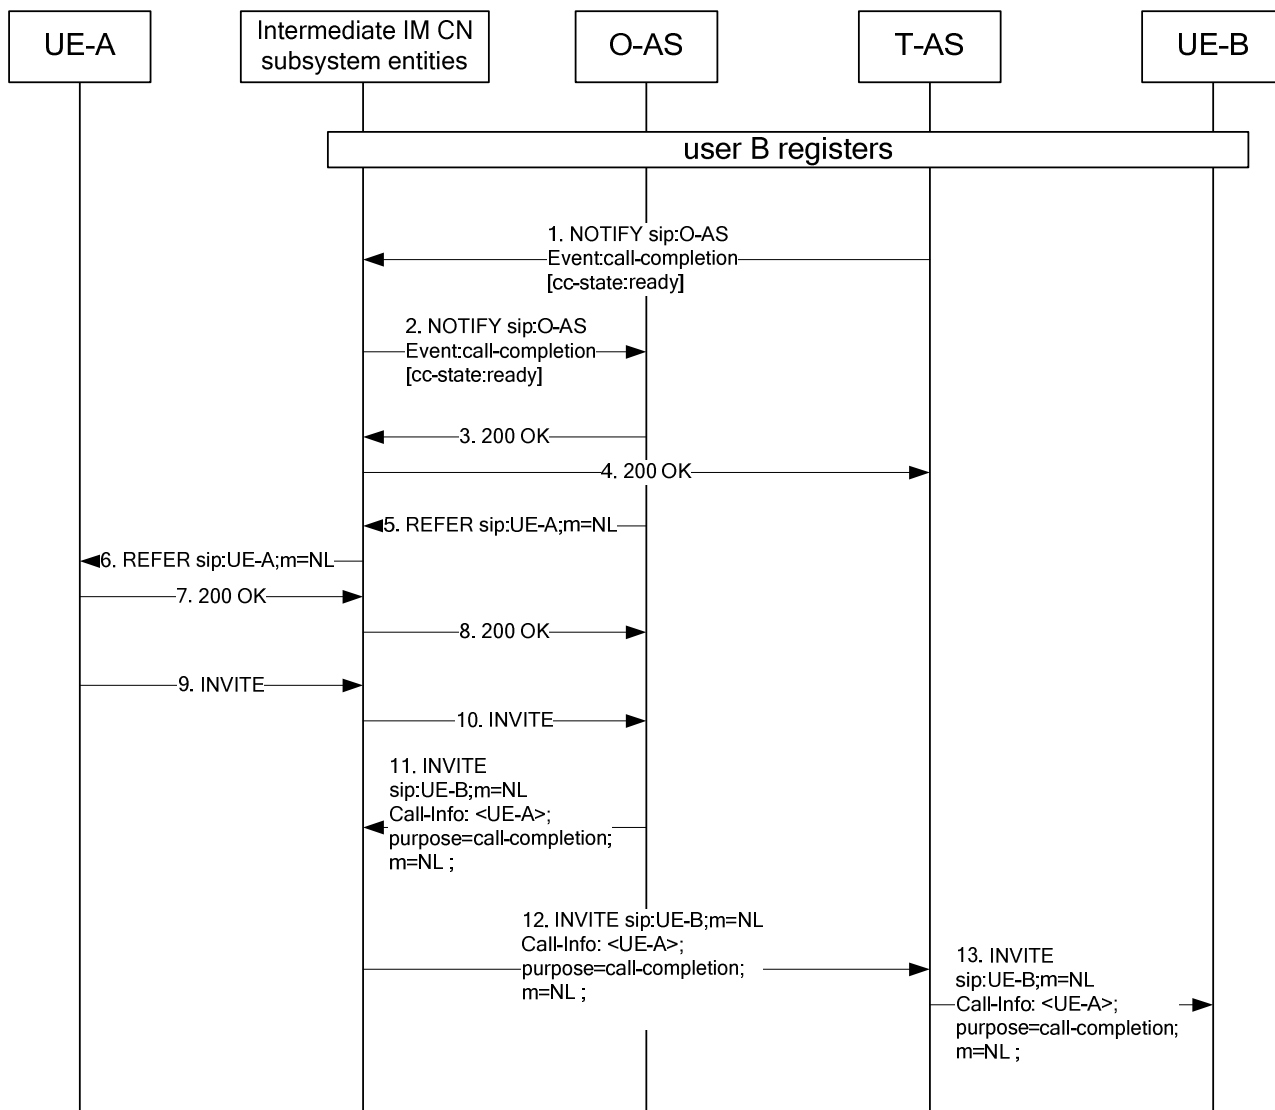 UE-A
Intermediate IM CN
subsystem entities
O-AS
T-AS
UE-B
user B registers
1. NOTIFY sip:O-AS
Event:call-completion
[cc-state:ready]
2. NOTIFY sip:O-AS
Event:call-completion
[cc-state:ready]
3. 200 OK
4. 200 OK
5. REFER sip:UE-A;m=NL
6. REFER sip:UE-A;m=NL
7. 200 OK
8. 200 OK
9. INVITE
10. INVITE
11. INVITE
sip:UE-B;m=NL
Call-Info: <UE-A>;
purpose=call-completion;
m=NL ;
12. INVITE sip:UE-B;m=NL
Call-Info: <UE-A>;
purpose=call-completion;
m=NL ;
13. INVITE
sip:UE-B;m=NL
Call-Info: <UE-A>;
purpose=call-completion;
m=NL ;